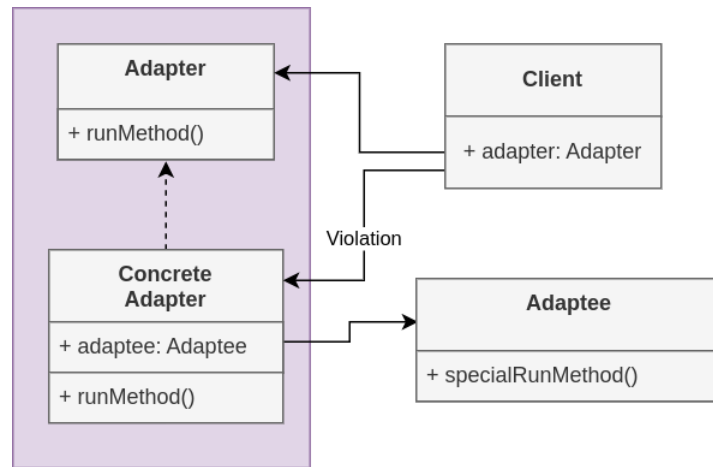 Adapter
+ runMethod()
Client
+ adapter: Adapter
Violation
Concrete
Adapter
+ adaptee: Adaptee
+ runMethod()
Adaptee
+ specialRunMethod()